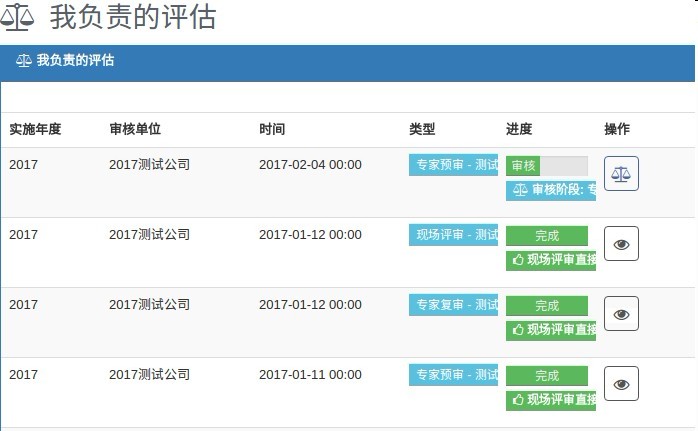 我负责的评估
我负责的评估
实施年度 审核单位 时间 类型 进度 操作
2017 2017测试公司 2017-02-04 00:00 专家预审 - 测试 审核
审核阶段: 专
2017 2017测试公司 2017-01-12 00:00 现场评审 - 测试 完成
现场评审直接
2017 2017测试公司 2017-01-12 00:00 专家复审 - 测试 完成
现场评审直接
2017 2017测试公司 2017-01-11 00:00 专家预审 - 测试 完成
现场评审直接